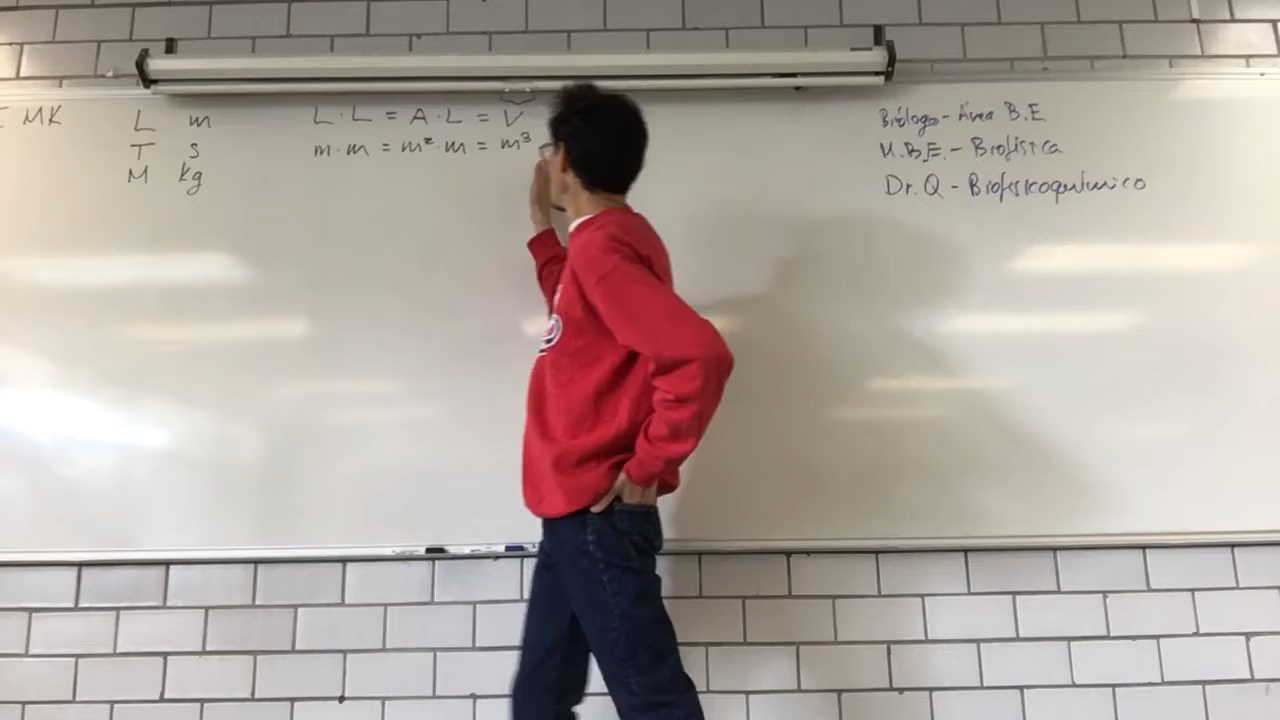 MK
L m
T s
M kg
L · L = A · L = V
m · m = m² · m = m³
Biólogo - Área B.E
M.B.E. - Biofísica
Dr. Q - Biofisicoquímico